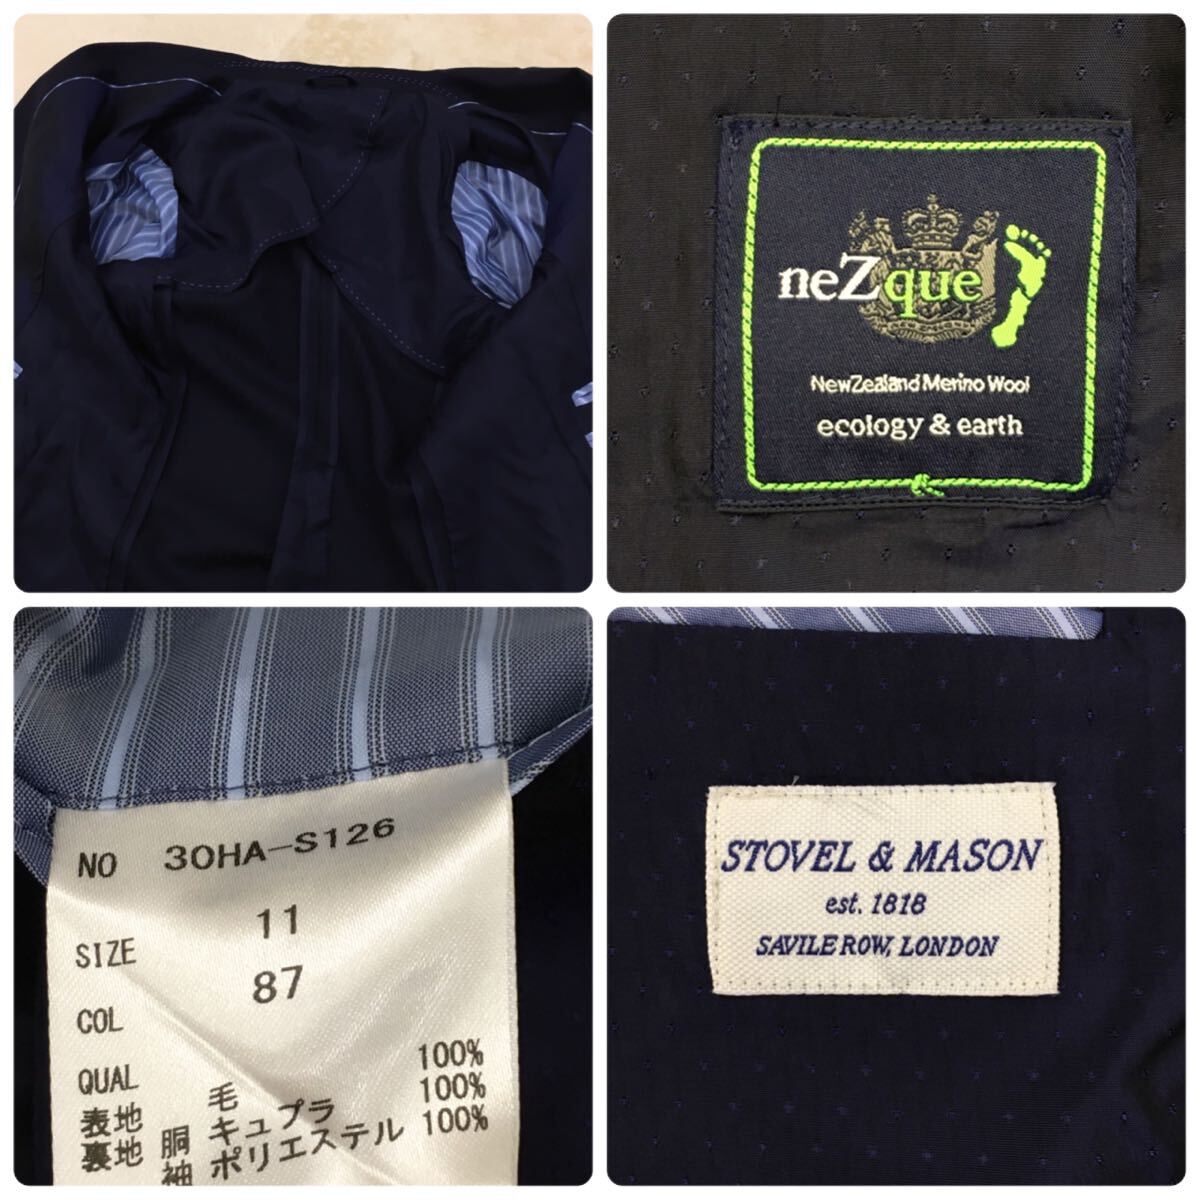 neZque
NewZealand Merino Wool
ecology & earth
NO 30HA-S126
SIZE 11
COL 87
QUAL
表地 毛 100%
裏地 胴 キュプラ 100%
袖 ポリエステル 100%
STOVEL & MASON
est. 1818
SAVILE ROW, LONDON